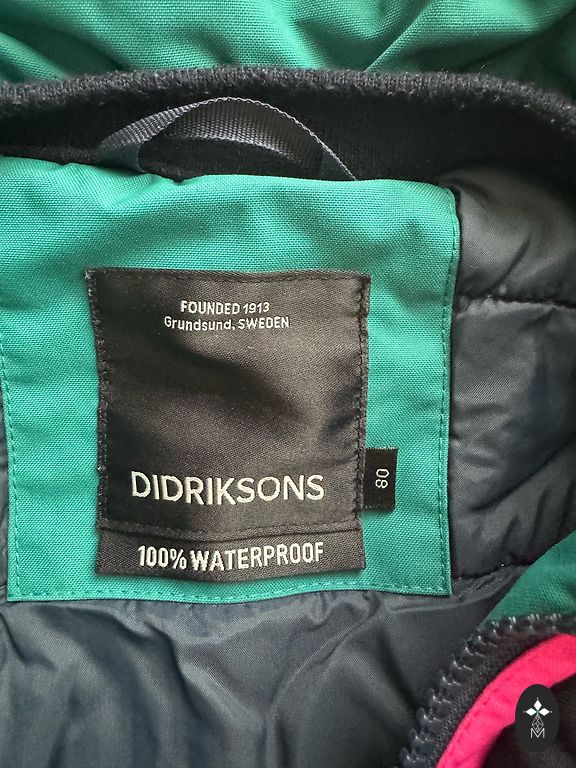 FOUNDED 1913
Grundsund, SWEDEN
DIDRIKSONS
80
100% WATERPROOF
M